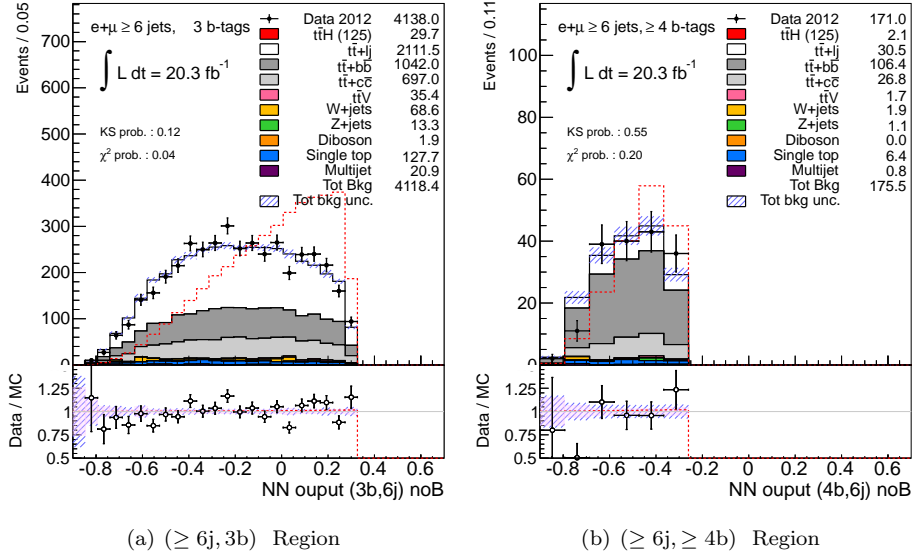 Events / 0.05
800
700
600
500
400
300
200
100
0
e+μ ≥ 6 jets, 3 b-tags
∫ L dt = 20.3 fb⁻¹
KS prob. : 0.12
χ² prob. : 0.04
Data 2012 4138.0
tt̄H (125) 29.7
tt̄+lj 2111.5
tt̄+bb̄ 1042.0
tt̄+cc̄ 697.0
tt̄V 35.4
W+jets 68.6
Z+jets 13.3
Diboson 1.9
Single top 127.7
Multijet 20.9
Tot Bkg 4118.4
Tot bkg unc.
Data / MC
1.25
1
0.75
0.5
-0.8 -0.6 -0.4 -0.2 0 0.2 0.4 0.6
NN ouput (3b,6j) noB
(a) (≥ 6j, 3b) Region
Events / 0.11
100
80
60
40
20
0
e+μ ≥ 6 jets, ≥ 4 b-tags
∫ L dt = 20.3 fb⁻¹
KS prob. : 0.55
χ² prob. : 0.20
Data 2012 171.0
tt̄H (125) 2.1
tt̄+lj 30.5
tt̄+bb̄ 106.4
tt̄+cc̄ 26.8
tt̄V 1.7
W+jets 1.9
Z+jets 1.1
Diboson 0.0
Single top 6.4
Multijet 0.8
Tot Bkg 175.5
Tot bkg unc.
Data / MC
1.25
1
0.75
0.5
-0.8 -0.6 -0.4 -0.2 0 0.2 0.4 0.6
NN ouput (4b,6j) noB
(b) (≥ 6j, ≥ 4b) Region